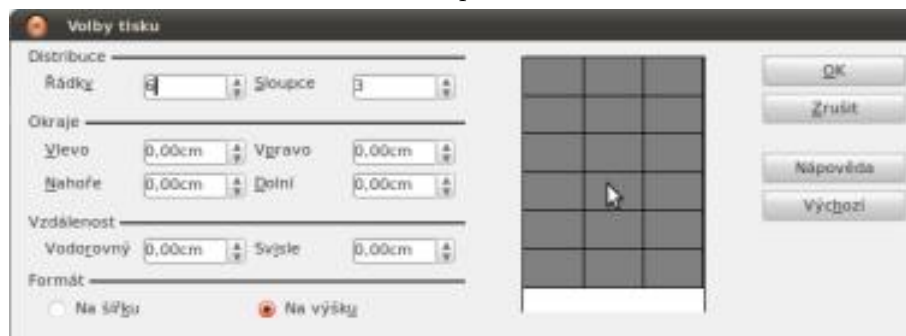 Volby tisku
Distribuce
Řádky 6 Sloupce 3
OK
Zrušit
Okraje
Vlevo 0,00cm Vpravo 0,00cm
Nahoře 0,00cm Dolní 0,00cm
Nápověda
Výchozí
Vzdálenost
Vodorovný 0,00cm Svisle 0,00cm
Formát
Na šířku Na výšku